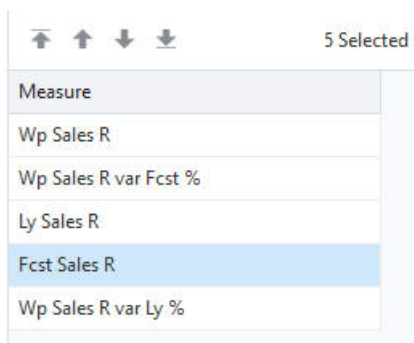 5 Selected
Measure
Wp Sales R
Wp Sales R var Fcst %
Ly Sales R
Fcst Sales R
Wp Sales R var Ly %